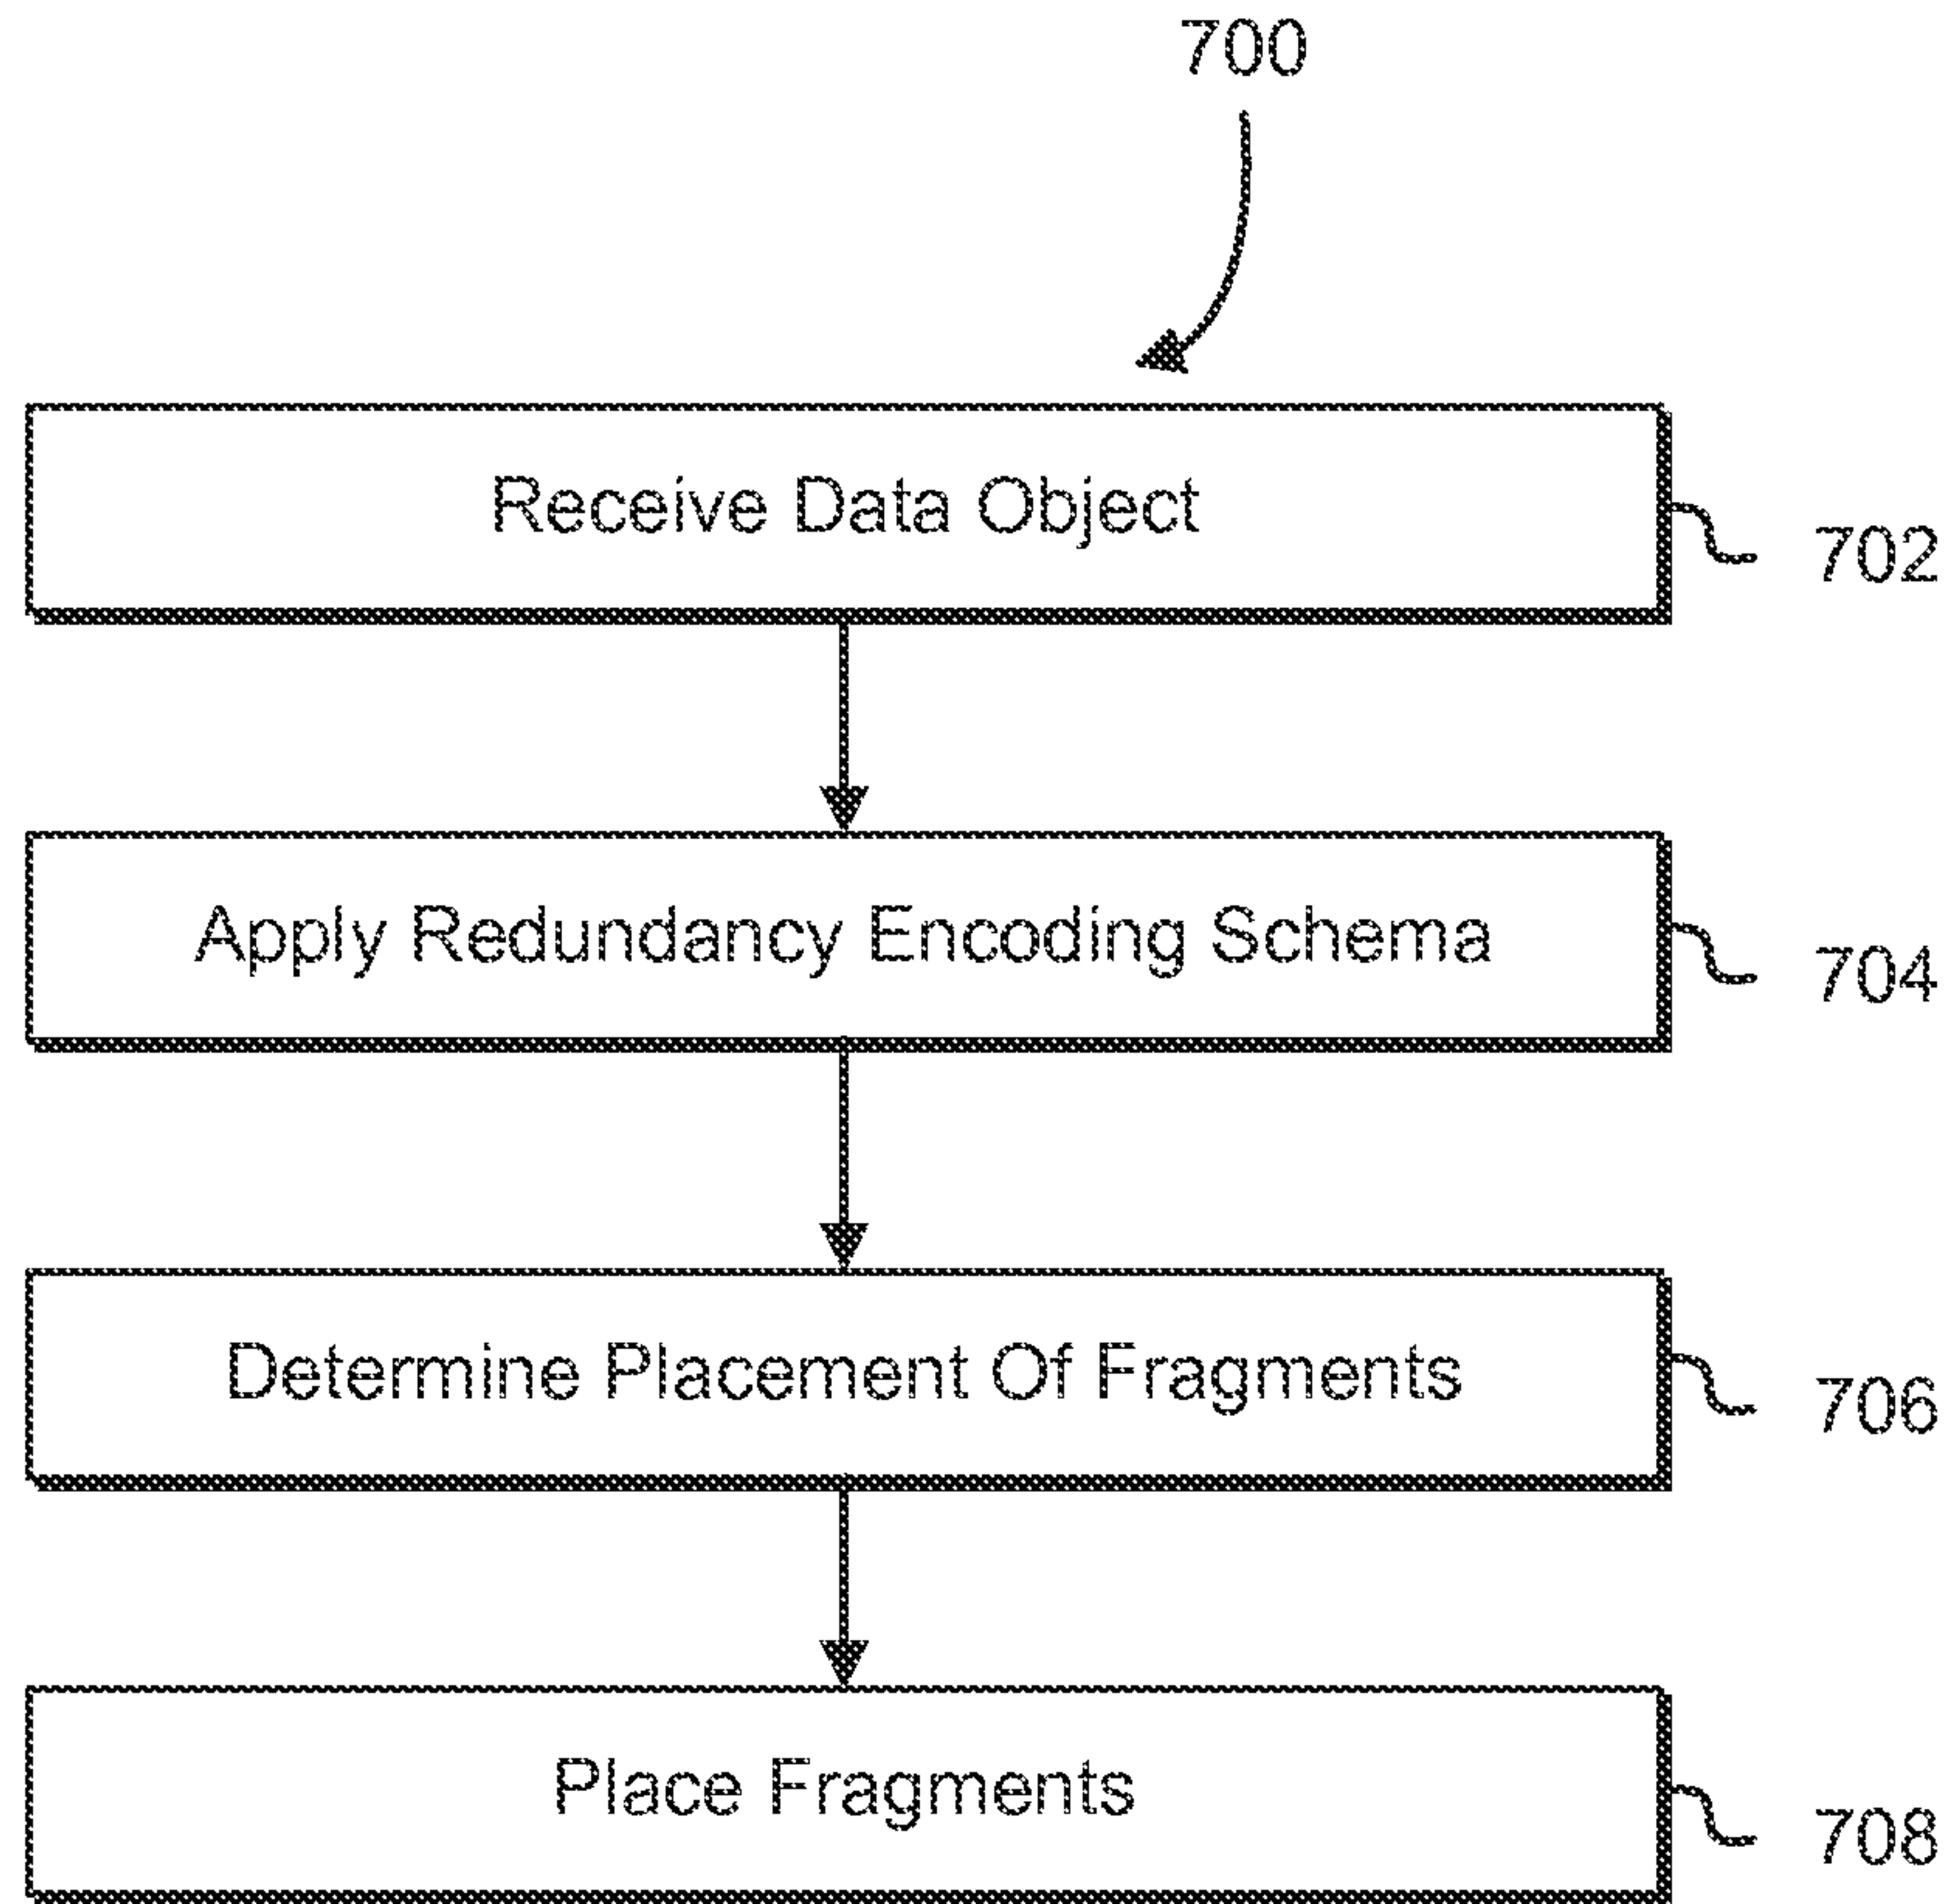 700
Receive Data Object
702
Apply Redundancy Encoding Schema
704
Determine Placement Of Fragments
706
Place Fragments
708